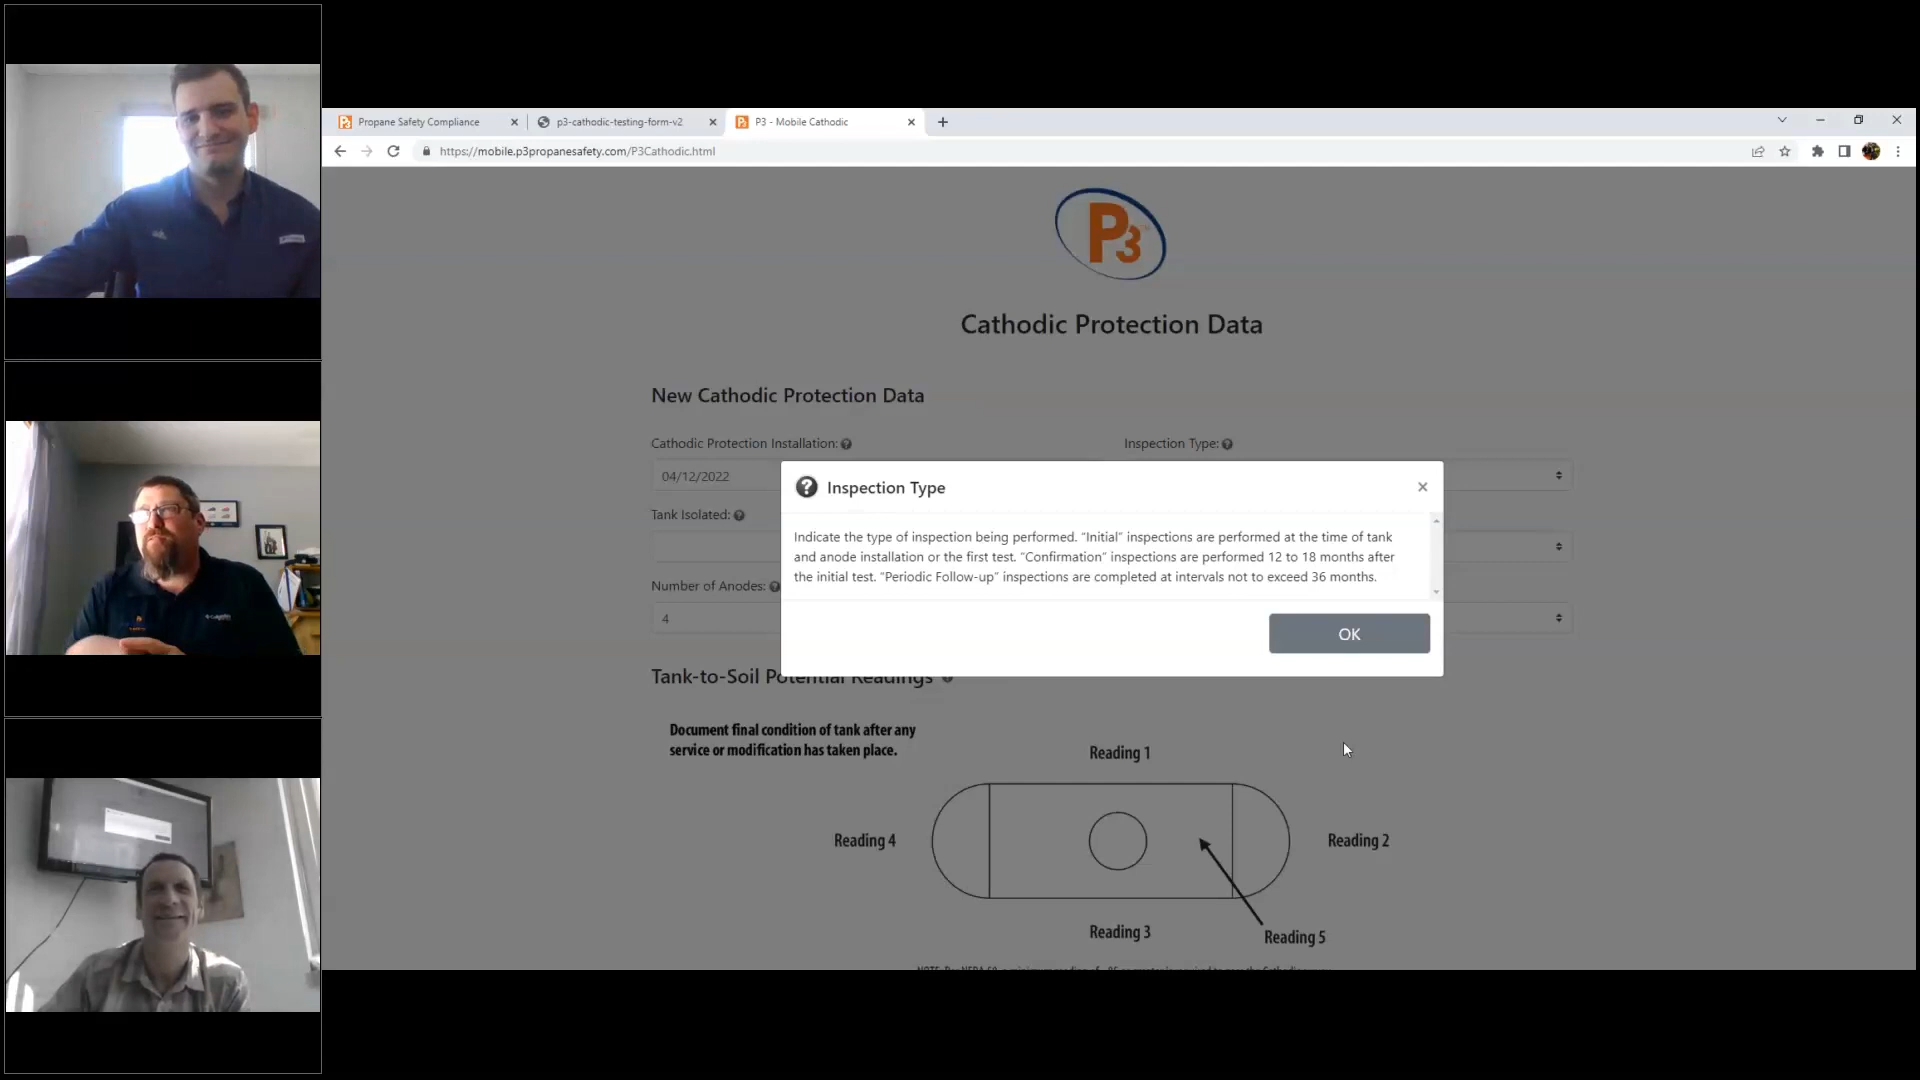 Propane Safety Compliance
p3-cathodic-testing-form-v2
P3 - Mobile Cathodic
https://mobile.p3propanesafety.com/P3Cathodic.html
P3
Cathodic Protection Data
New Cathodic Protection Data
Cathodic Protection Installation:
Inspection Type:
04/12/2022
Tank Isolated:
Number of Anodes:
4
Inspection Type
Indicate the type of inspection being performed. “Initial” inspections are performed at the time of tank
and anode installation or the first test. “Confirmation” inspections are performed 12 to 18 months after
the initial test. “Periodic Follow-up” inspections are completed at intervals not to exceed 36 months.
OK
Tank-to-Soil Potential Readings
Document final condition of tank after any
service or modification has taken place.
Reading 1
Reading 4
Reading 2
Reading 3
Reading 5